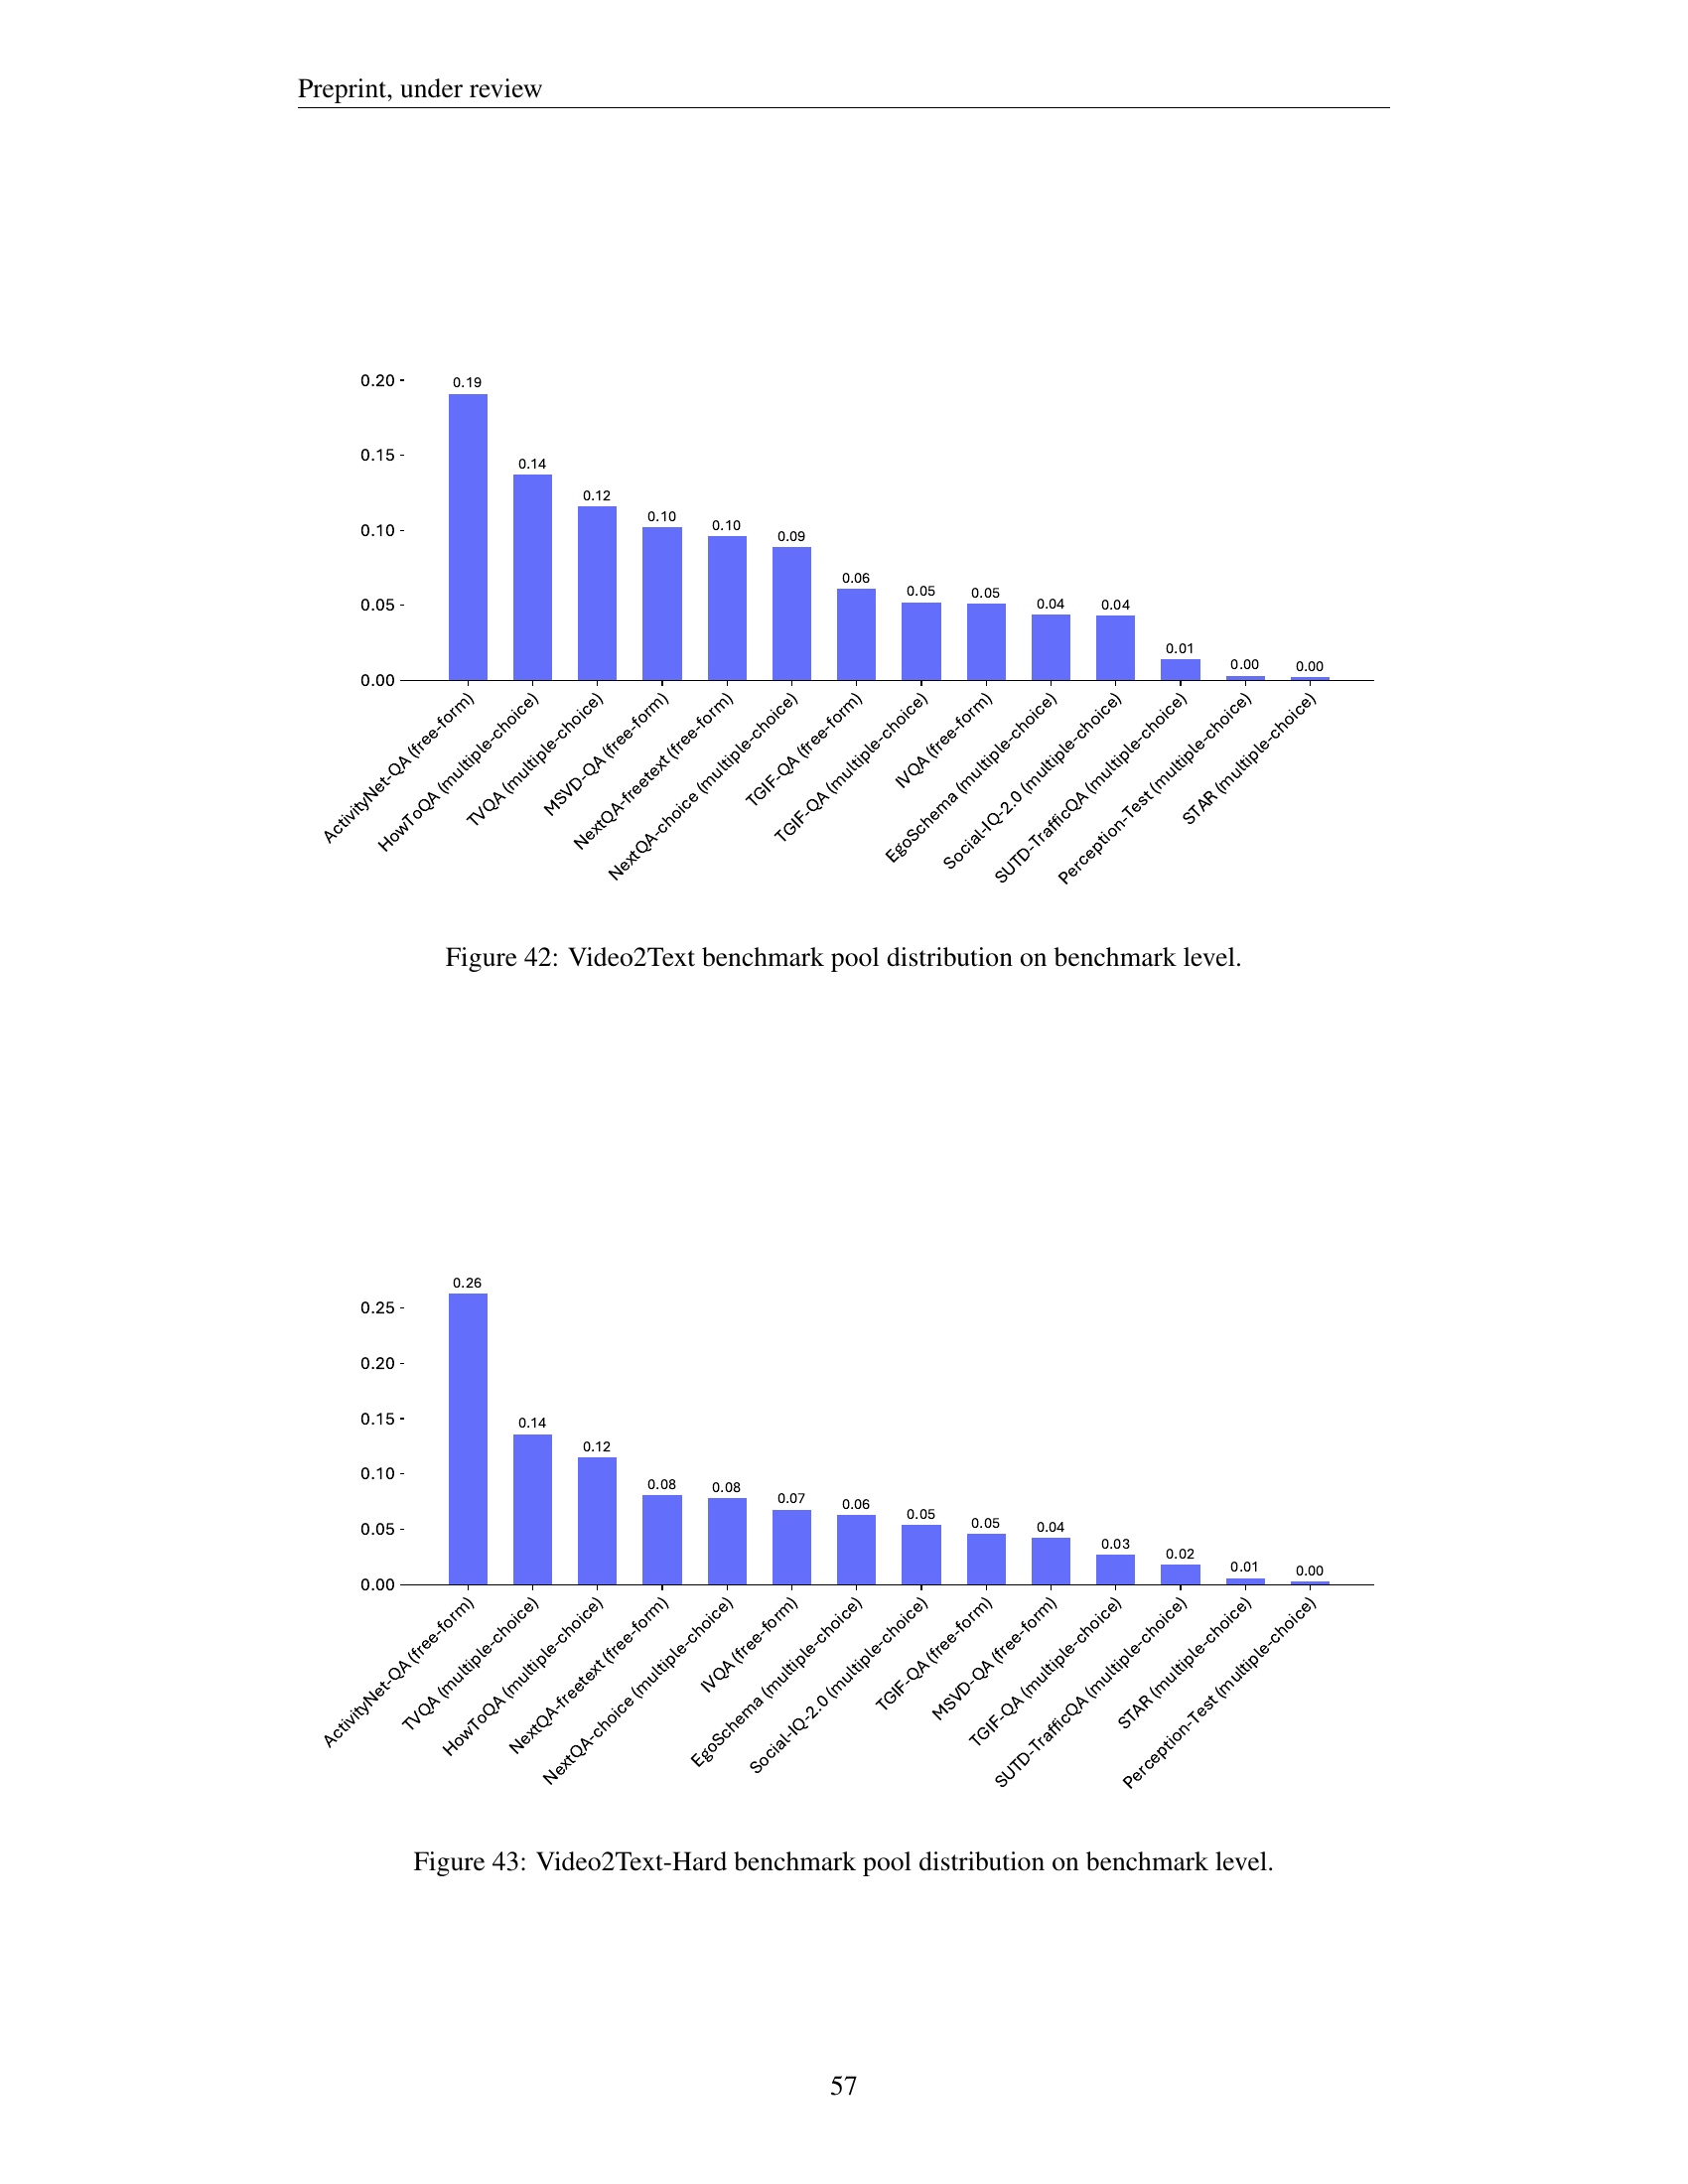 Preprint, under review
0.20
0.15
0.10
0.05
0.00
0.19
0.14
0.12
0.10
0.10
0.09
0.06
0.05
0.05
0.04
0.04
0.01
0.00
0.00
ActivityNet-QA (free-form)
HowToQA (multiple-choice)
TVQA (multiple-choice)
MSVD-QA (free-form)
NextQA-freetext (free-form)
NextQA-choice (multiple-choice)
TGIF-QA (free-form)
TGIF-QA (multiple-choice)
IVQA (free-form)
EgoSchema (multiple-choice)
Social-IQ-2.0 (multiple-choice)
SUTD-TrafficQA (multiple-choice)
Perception-Test (multiple-choice)
STAR (multiple-choice)
Figure 42: Video2Text benchmark pool distribution on benchmark level.
0.25
0.20
0.15
0.10
0.05
0.00
0.26
0.14
0.12
0.08
0.08
0.07
0.06
0.05
0.05
0.04
0.03
0.02
0.01
0.00
ActivityNet-QA (free-form)
TVQA (multiple-choice)
HowToQA (multiple-choice)
NextQA-freetext (free-form)
NextQA-choice (multiple-choice)
IVQA (free-form)
EgoSchema (multiple-choice)
Social-IQ-2.0 (multiple-choice)
TGIF-QA (free-form)
MSVD-QA (free-form)
TGIF-QA (multiple-choice)
SUTD-TrafficQA (multiple-choice)
STAR (multiple-choice)
Perception-Test (multiple-choice)
Figure 43: Video2Text-Hard benchmark pool distribution on benchmark level.
57